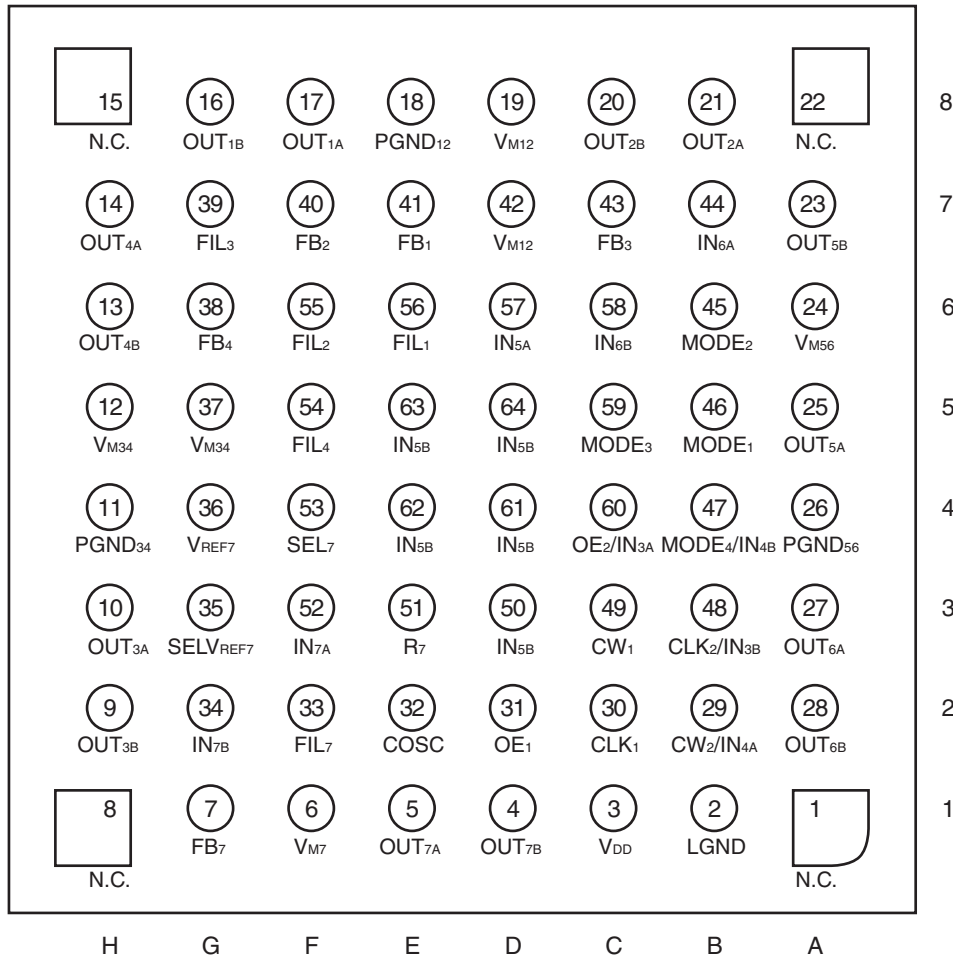 15 16 17 18 19 20 21 22 8
N.C. OUT1B OUT1A PGND12 VM12 OUT2B OUT2A N.C.
14 39 40 41 42 43 44 23 7
OUT4A FIL3 FB2 FB1 VM12 FB3 IN6A OUT5B
13 38 55 56 57 58 45 24 6
OUT4B FB4 FIL2 FIL1 IN5A IN6B MODE2 VM56
12 37 54 63 64 59 46 25 5
VM34 VM34 FIL4 IN5B IN5B MODE3 MODE1 OUT5A
11 36 53 62 61 60 47 26 4
PGND34 VREF7 SEL7 IN5B IN5B OE2/IN3A MODE4/IN4B PGND56
10 35 52 51 50 49 48 27 3
OUT3A SELVREF7 IN7A R7 IN5B CW1 CLK2/IN3B OUT6A
9 34 33 32 31 30 29 28 2
OUT3B IN7B FIL7 COSC OE1 CLK1 CW2/IN4A OUT6B
8 7 6 5 4 3 2 1 1
FB7 VM7 OUT7A OUT7B VDD LGND
N.C. N.C.
H G F E D C B A